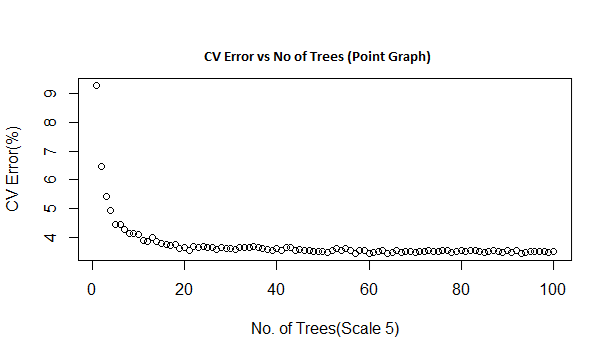 CV Error vs No of Trees (Point Graph)
CV Error(%)
9
8
7
6
5
4
0 20 40 60 80 100
No. of Trees(Scale 5)